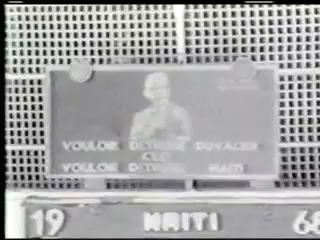 VOULOIR DETRUIRE DUVALIER
C'EST
VOULOIR DETRUIRE HAITI
19 HAITI 68